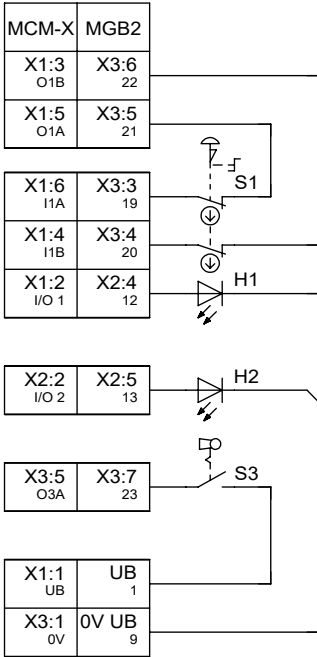 MCM-X MGB2
X1:3 X3:6
O1B 22
X1:5 X3:5
O1A 21
X1:6 X3:3 S1
I1A 19
X1:4 X3:4
I1B 20
X1:2 X2:4 H1
I/O 1 12
X2:2 X2:5 H2
I/O 2 13
X3:5 X3:7 S3
O3A 23
X1:1 UB
UB 1
X3:1 0V UB
0V 9